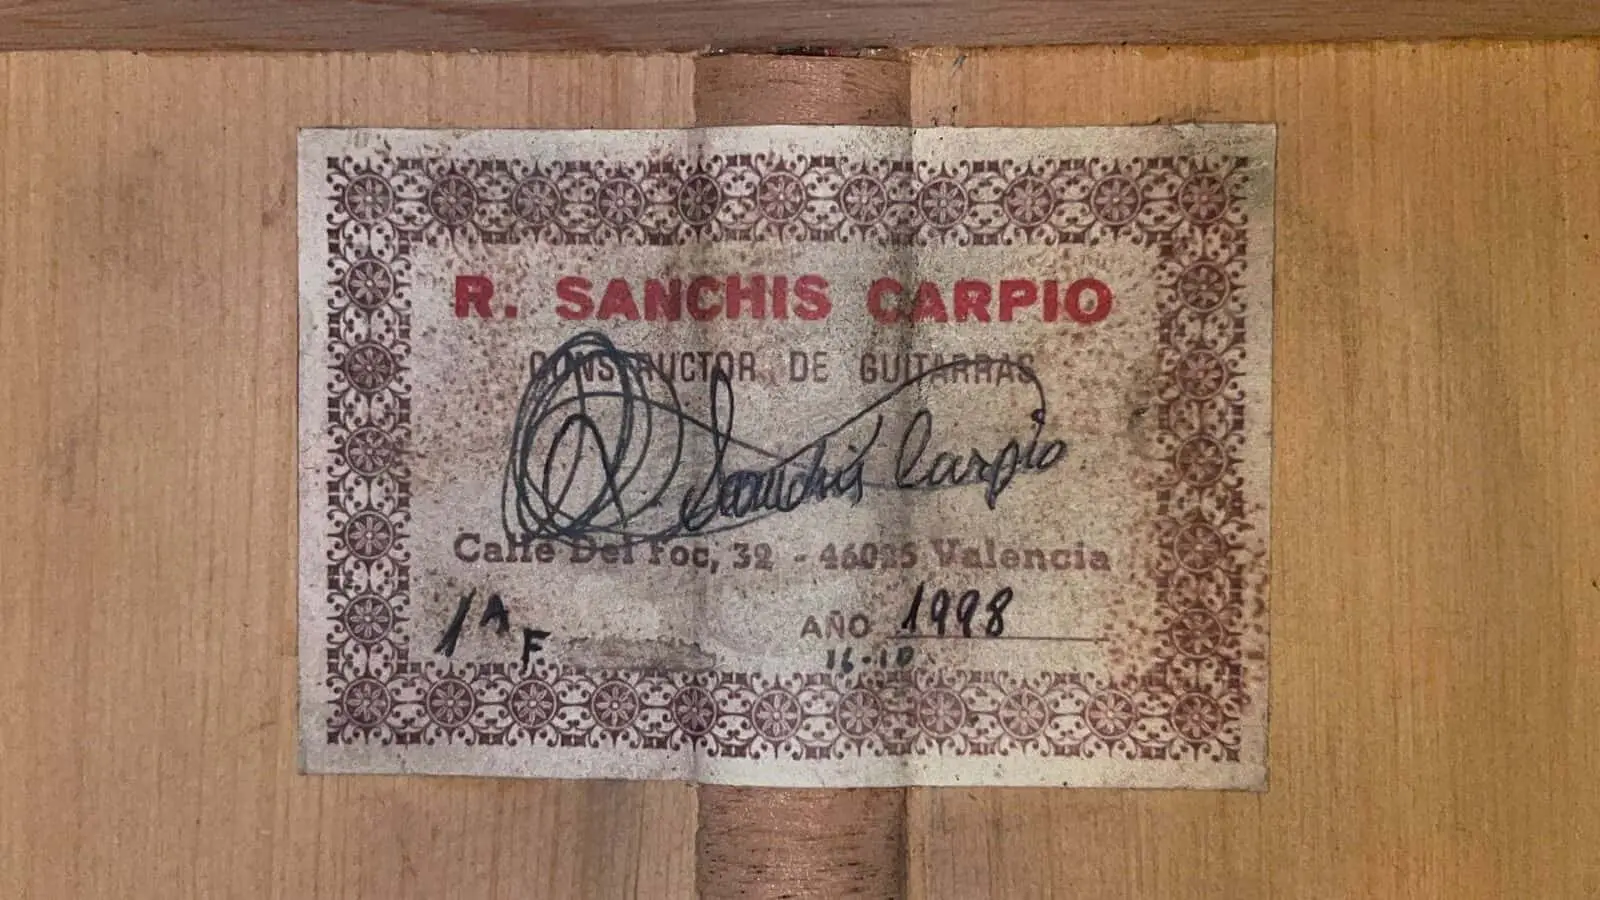 R. SANCHIS CARPIO
CONSTRUCTOR DE GUITARRAS
R Sanchis Carpio
Calle Del Foc, 32 - 46025 Valencia
1A F
AÑO 1998
16-10